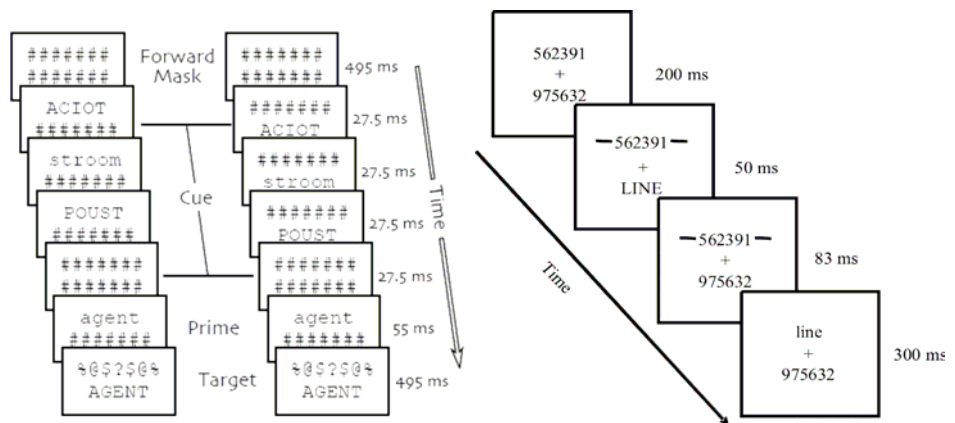 #######
#######
Forward
Mask
#######
#######
495 ms
ACIOT
#######
#######
ACIOT
27.5 ms
stroom
#######
Cue
#######
stroom
27.5 ms
POUST
#######
#######
POUST
27.5 ms
#######
#######
#######
#######
27.5 ms
agent
#######
Prime
agent
#######
55 ms
%@$?$@%
AGENT
Target
%@$?$@%
AGENT
495 ms
Time
562391
+
975632
200 ms
562391
+
LINE
50 ms
562391
+
975632
83 ms
line
+
975632
300 ms
Time